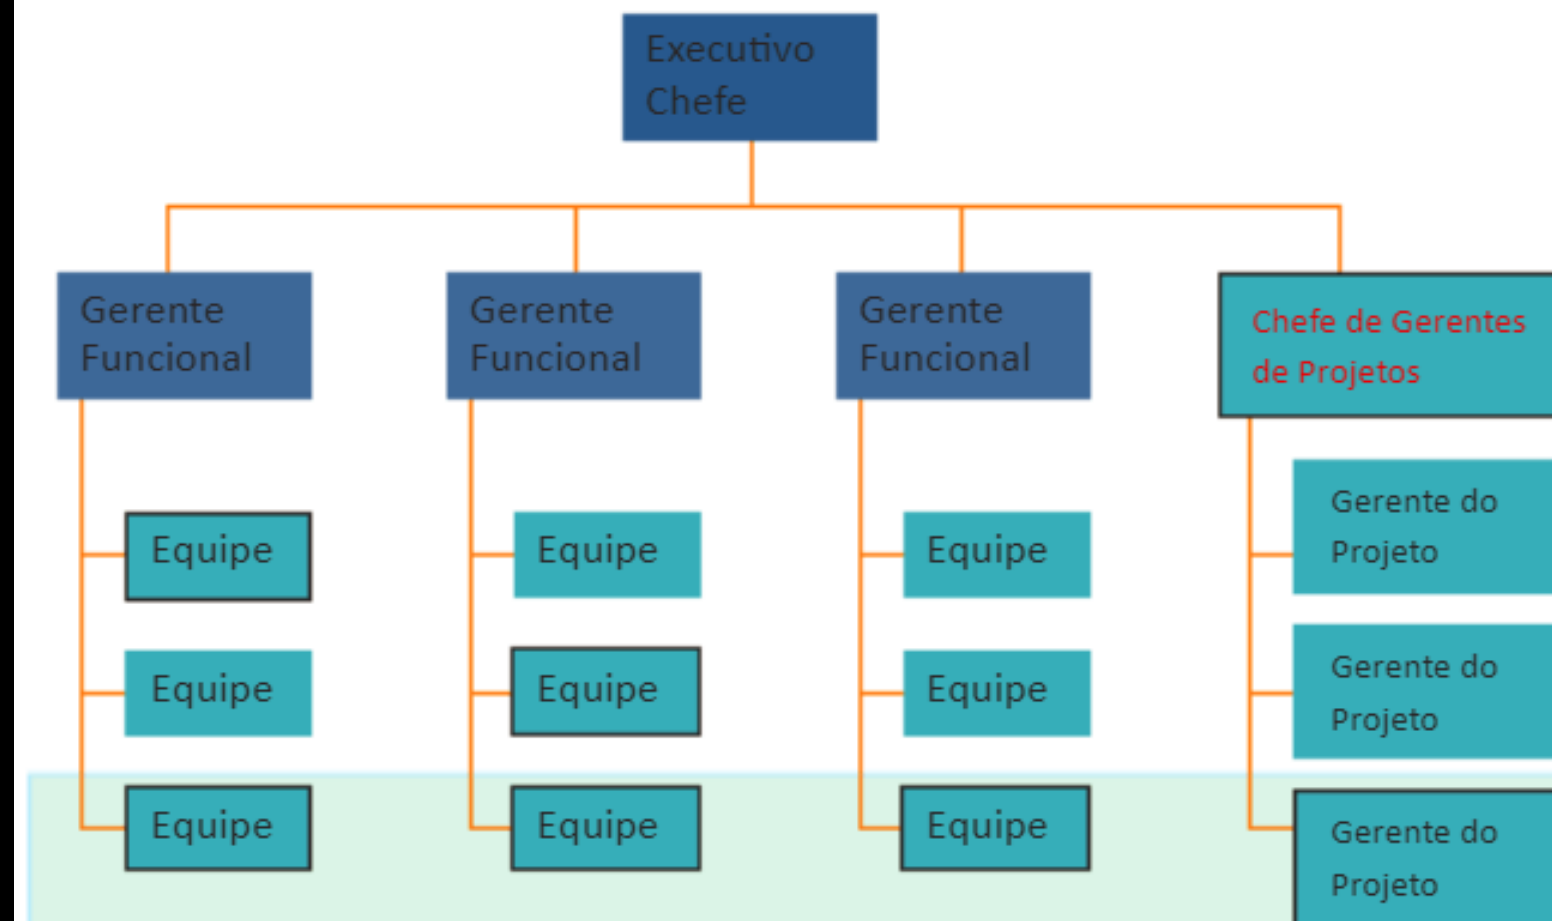 Executivo
Chefe
Gerente
Funcional
Gerente
Funcional
Gerente
Funcional
Chefe de Gerentes
de Projetos
Equipe
Equipe
Equipe
Gerente do
Projeto
Equipe
Equipe
Equipe
Gerente do
Projeto
Equipe
Equipe
Equipe
Gerente do
Projeto